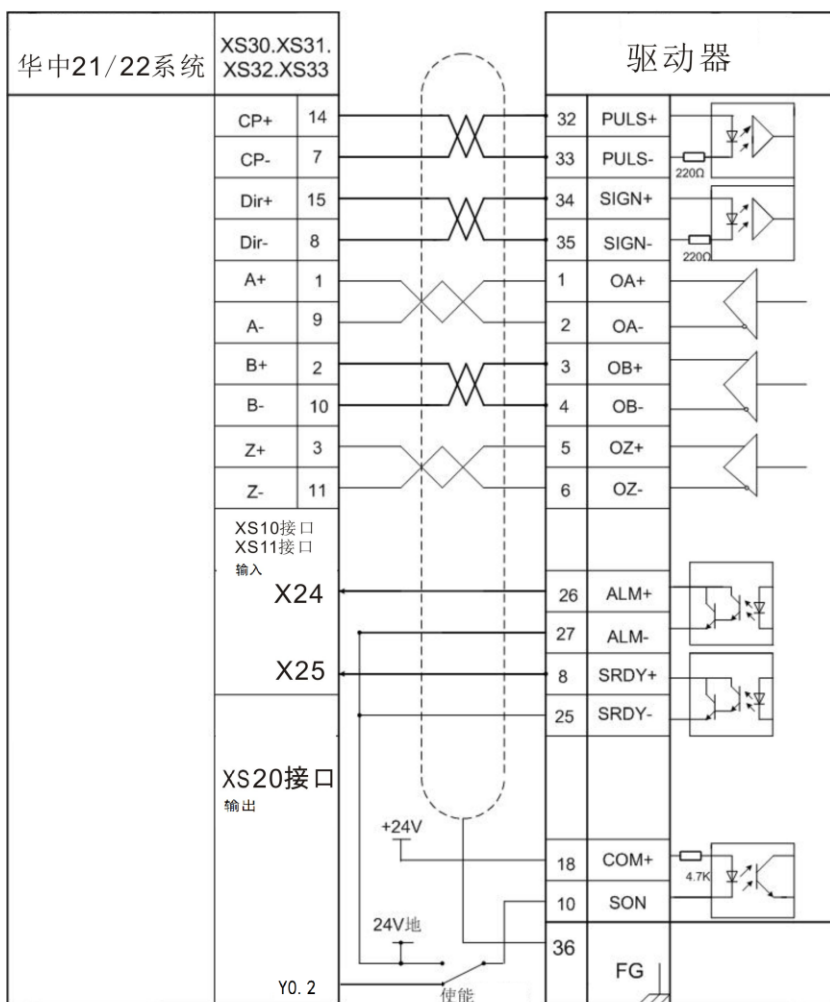 华中21/22系统
XS30.XS31.
XS32.XS33
驱动器
CP+ 14 32 PULS+
CP- 7 33 PULS-
220Ω
Dir+ 15 34 SIGN+
Dir- 8 35 SIGN-
220Ω
A+ 1 1 OA+
A- 9 2 OA-
B+ 2 3 OB+
B- 10 4 OB-
Z+ 3 5 OZ+
Z- 11 6 OZ-
XS10接口
XS11接口
输入
X24 26 ALM+
27 ALM-
X25 8 SRDY+
25 SRDY-
XS20接口
输出
+24V
18 COM+
4.7K
10 SON
24V地
36
FG
Y0.2
使能